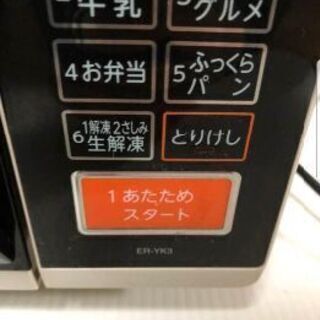 牛乳
グルメ
4お弁当
5ふっくら
パン
1解凍2さしみ
6生解凍
とりけし
1あたため
スタート
ER-YK3